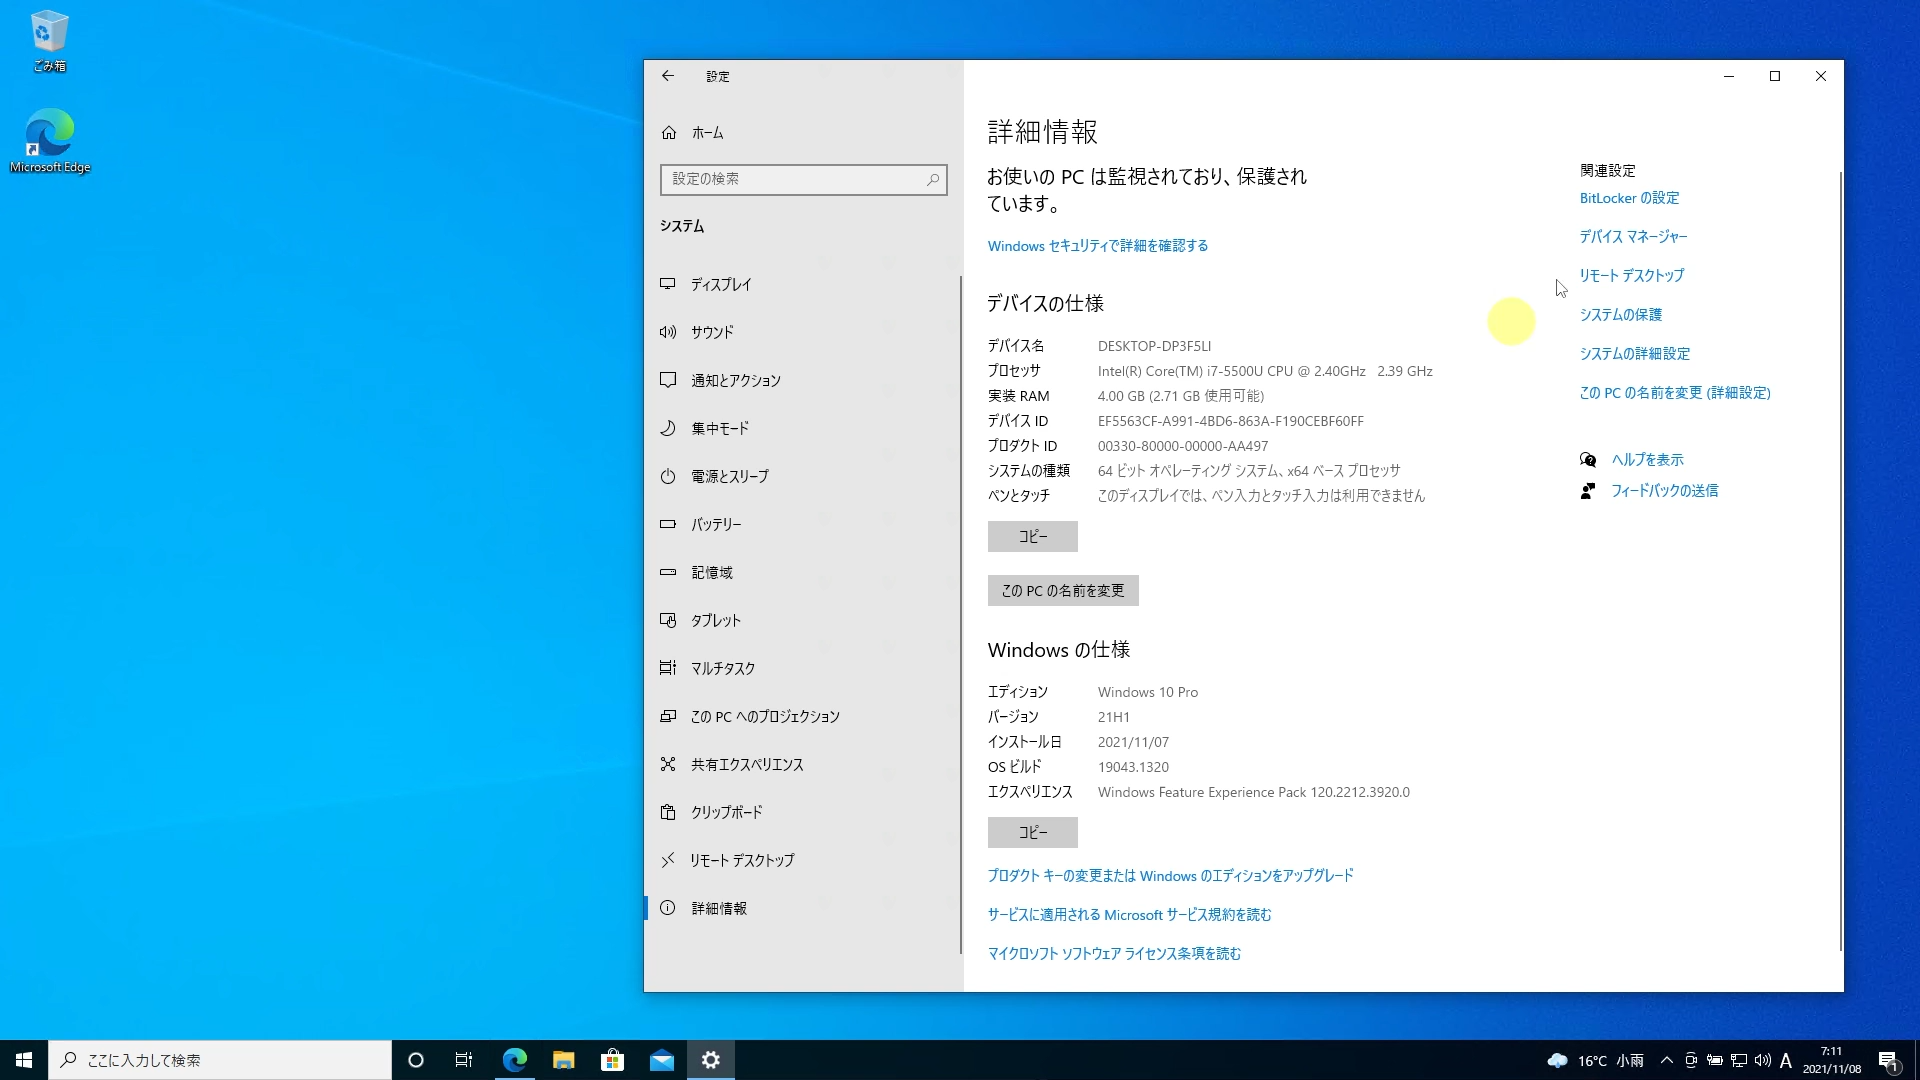 ごみ箱
Microsoft Edge
設定
ホーム
設定の検索
システム
ディスプレイ
サウンド
通知とアクション
集中モード
電源とスリープ
バッテリー
記憶域
タブレット
マルチタスク
この PC へのプロジェクション
共有エクスペリエンス
クリップボード
リモート デスクトップ
詳細情報
詳細情報
お使いの PC は監視されており、保護され
ています。
Windows セキュリティで詳細を確認する
デバイスの仕様
デバイス名 DESKTOP-DP3F5LI
プロセッサ Intel(R) Core(TM) i7-5500U CPU @ 2.40GHz 2.39 GHz
実装 RAM 4.00 GB (2.71 GB 使用可能)
デバイス ID EF5563CF-A991-4BD6-863A-F190CEBF60FF
プロダクト ID 00330-80000-00000-AA497
システムの種類 64 ビット オペレーティング システム、x64 ベース プロセッサ
ペンとタッチ このディスプレイでは、ペン入力とタッチ入力は利用できません
コピー
この PC の名前を変更
Windows の仕様
エディション Windows 10 Pro
バージョン 21H1
インストール日 2021/11/07
OS ビルド 19043.1320
エクスペリエンス Windows Feature Experience Pack 120.2212.3920.0
コピー
プロダクト キーの変更または Windows のエディションをアップグレード
サービスに適用される Microsoft サービス規約を読む
マイクロソフト ソフトウェア ライセンス条項を読む
関連設定
BitLocker の設定
デバイス マネージャー
リモート デスクトップ
システムの保護
システムの詳細設定
この PC の名前を変更 (詳細設定)
ヘルプを表示
フィードバックの送信
ここに入力して検索
16°C 小雨
A
7:11
2021/11/08
1